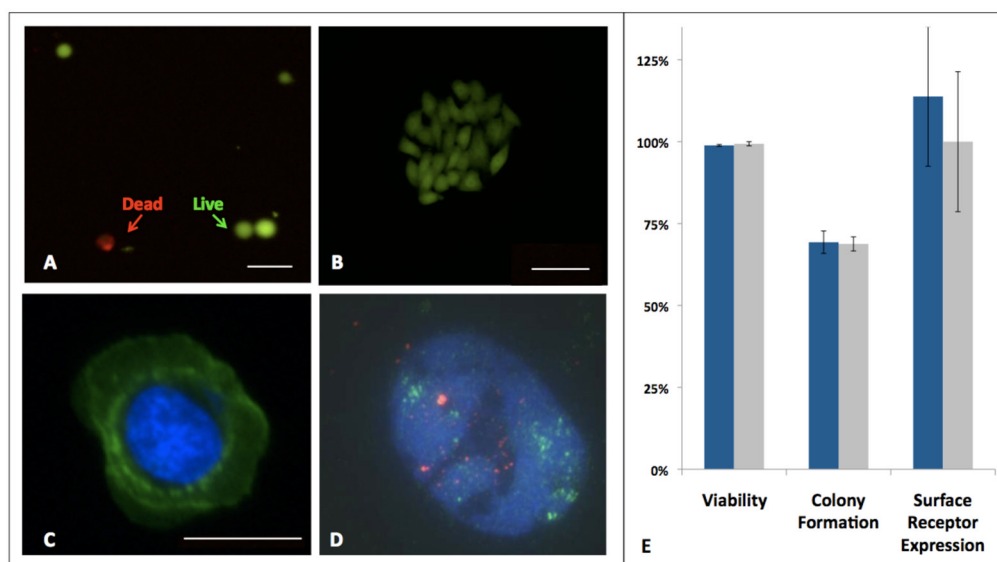 Dead
Live
A
B
C
D
125%
100%
75%
50%
25%
0%
Viability
Colony
Formation
Surface
Receptor
Expression
E